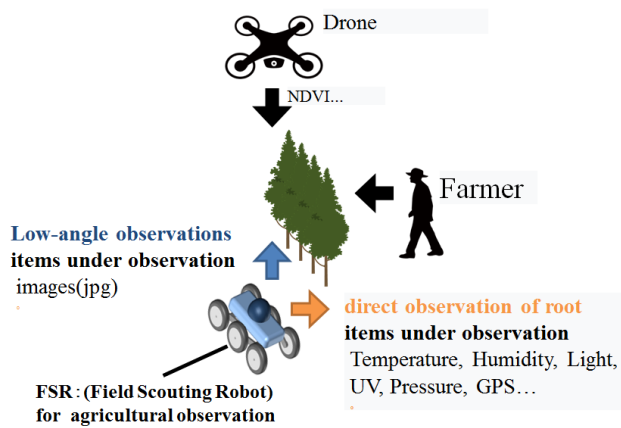 Drone
NDVI...
Farmer
Low-angle observations
items under observation
images(jpg)
direct observation of root
items under observation
Temperature, Humidity, Light,
UV, Pressure, GPS…
FSR：(Field Scouting Robot)
for agricultural observation